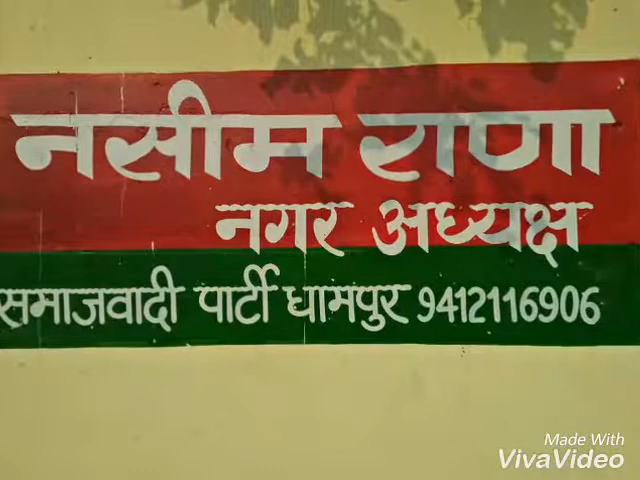 नसीम राणा
नगर अध्यक्ष
समाजवादी पार्टी धामपुर 9412116906
Made With
VivaVideo